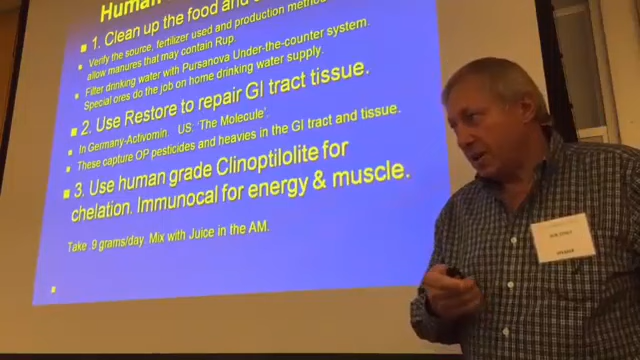 Human
1. Clean up the food and
Verify the source, fertilizer used and production method
allow manures that may contain Rup.
Filter drinking water with Pursanova Under-the-counter system.
Special ores do the job on home drinking water supply.
2. Use Restore to repair GI tract tissue.
In Germany-Activomin. US: 'The Molecule'.
These capture OP pesticides and heavies in the GI tract and tissue.
3. Use human grade Clinoptilolite for
chelation. Immunocal for energy & muscle.
Take .9 grams/day. Mix with Juice in the AM.